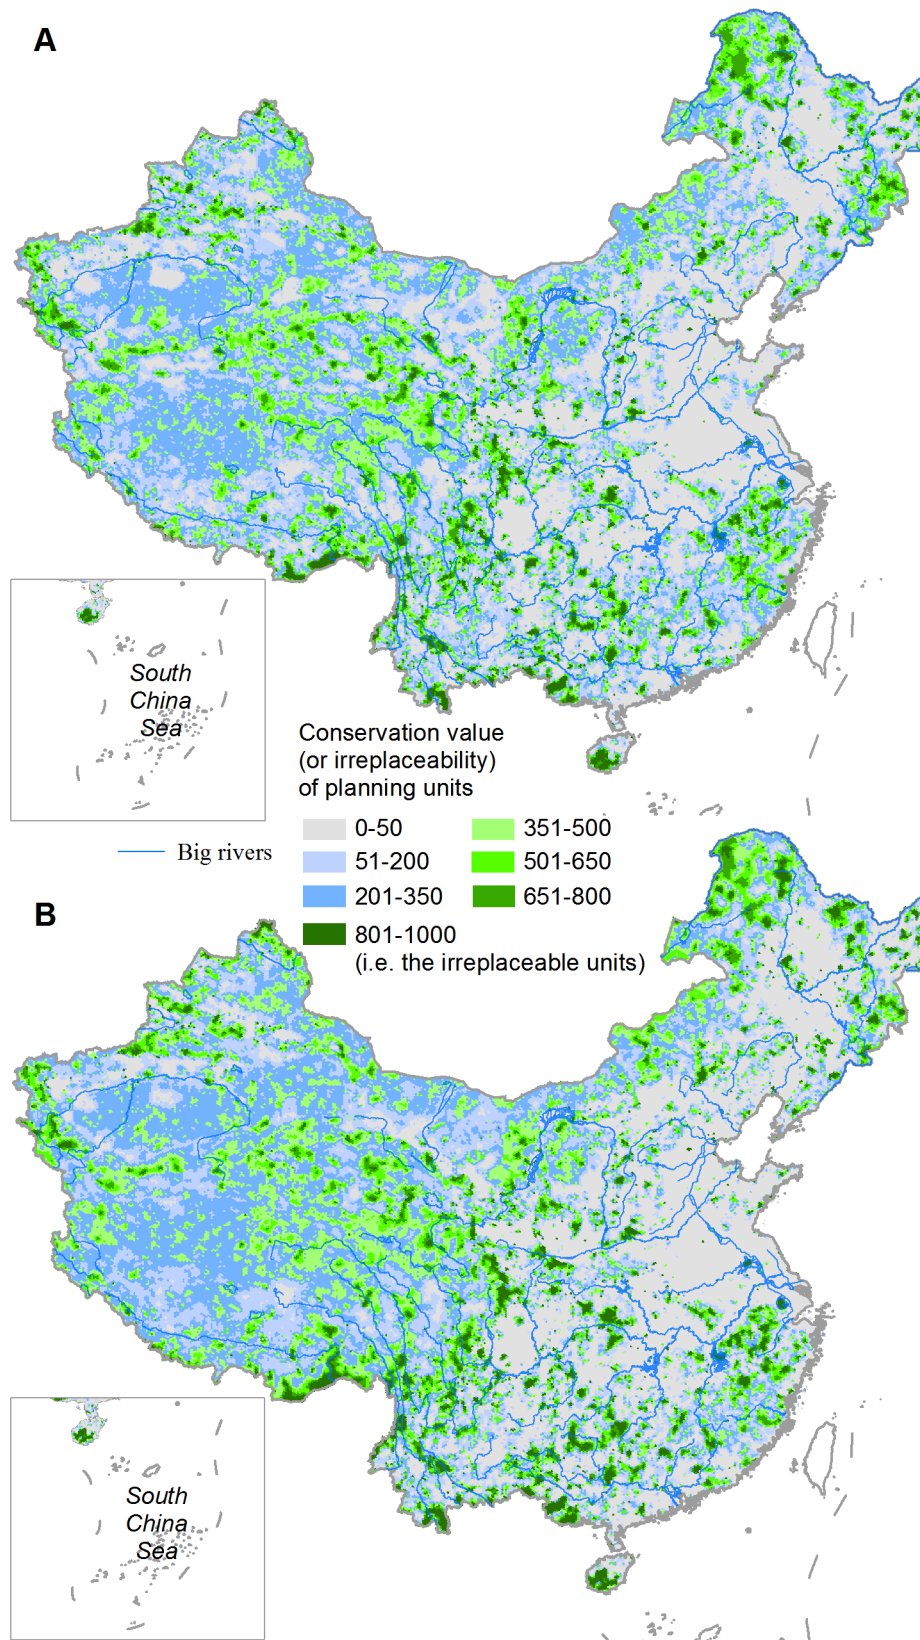 A
South
China
Sea
Conservation value
(or irreplaceability)
of planning units
0-50
351-500
51-200
501-650
201-350
651-800
801-1000
(i.e. the irreplaceable units)
Big rivers
B
South
China
Sea